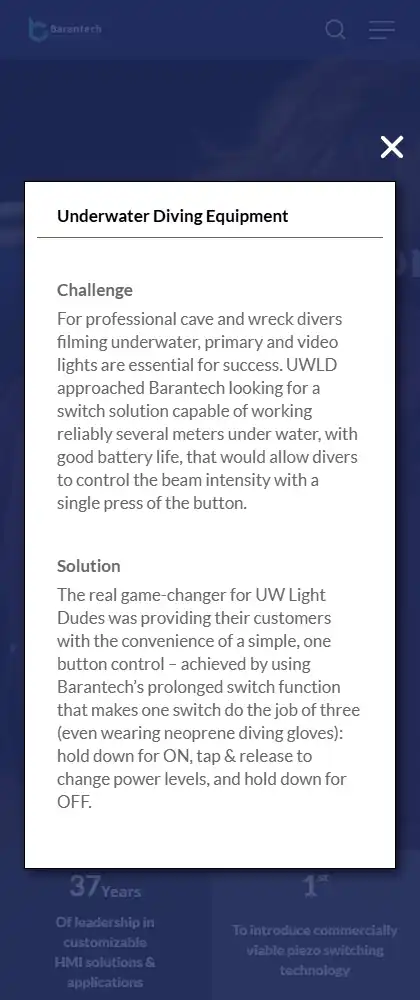 Barantech
Underwater Diving Equipment
Challenge
For professional cave and wreck divers
filming underwater, primary and video
lights are essential for success. UWLD
approached Barantech looking for a
switch solution capable of working
reliably several meters under water, with
good battery life, that would allow divers
to control the beam intensity with a
single press of the button.
Solution
The real game-changer for UW Light
Dudes was providing their customers
with the convenience of a simple, one
button control – achieved by using
Barantech’s prolonged switch function
that makes one switch do the job of three
(even wearing neoprene diving gloves):
hold down for ON, tap & release to
change power levels, and hold down for
OFF.
37Years
Of leadership in
customizable
HMI solutions &
applications
1st
To introduce commercially
viable piezo switching
technology